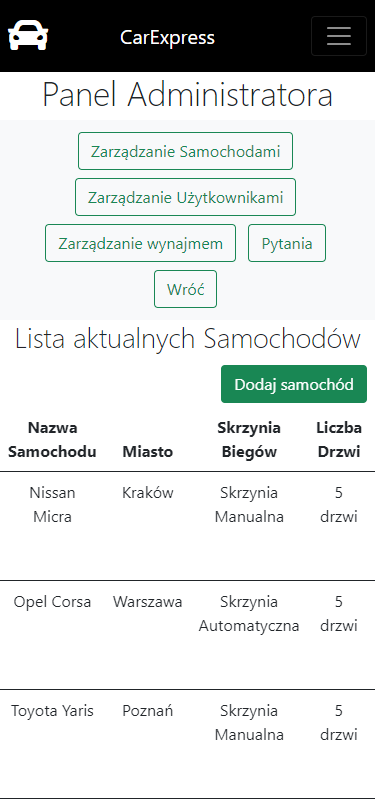 CarExpress
Panel Administratora
Zarządzanie Samochodami
Zarządzanie Użytkownikami
Zarządzanie wynajmem Pytania
Wróć
Lista aktualnych Samochodów
Dodaj samochód
Nazwa Samochodu Miasto Skrzynia Biegów Liczba Drzwi
Nissan Micra Kraków Skrzynia Manualna 5 drzwi
Opel Corsa Warszawa Skrzynia Automatyczna 5 drzwi
Toyota Yaris Poznań Skrzynia Manualna 5 drzwi